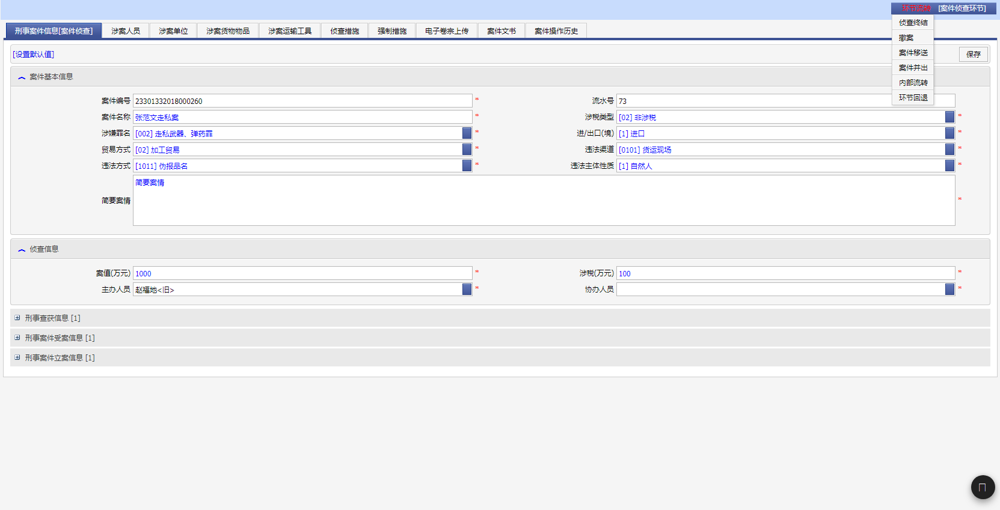 环节流转 [案件侦查环节]
侦查终结
撤案
案件移送
案件并出
内部流转
环节回退
刑事案件信息[案件侦查] 涉案人员 涉案单位 涉案货物物品 涉案运输工具 侦查措施 强制措施 电子卷宗上传 案件文书 案件操作历史
[设置默认值] 保存
案件基本信息
案件编号 23301332018000260 * 流水号 73
案件名称 张范文走私案 * 涉税类型 [02] 非涉税 *
涉嫌罪名 [002] 走私武器、弹药罪 * 进/出口(境) [1] 进口 *
贸易方式 [02] 加工贸易 * 违法渠道 [0101] 货运现场 *
违法方式 [1011] 伪报品名 * 违法主体性质 [1] 自然人 *
简要案情 简要案情 *
侦查信息
案值(万元) 1000 * 涉税(万元) 100 *
主办人员 赵福地<旧> * 协办人员 *
刑事查获信息 [1]
刑事案件受案信息 [1]
刑事案件立案信息 [1]